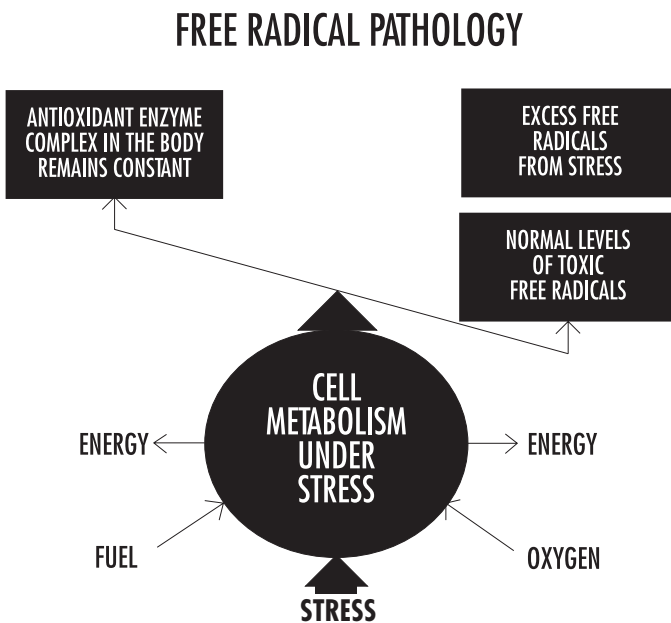 FREE RADICAL PATHOLOGY
ANTIOXIDANT ENZYME
COMPLEX IN THE BODY
REMAINS CONSTANT
EXCESS FREE
RADICALS
FROM STRESS
NORMAL LEVELS
OF TOXIC
FREE RADICALS
CELL
METABOLISM
UNDER
STRESS
ENERGY
ENERGY
FUEL
OXYGEN
STRESS